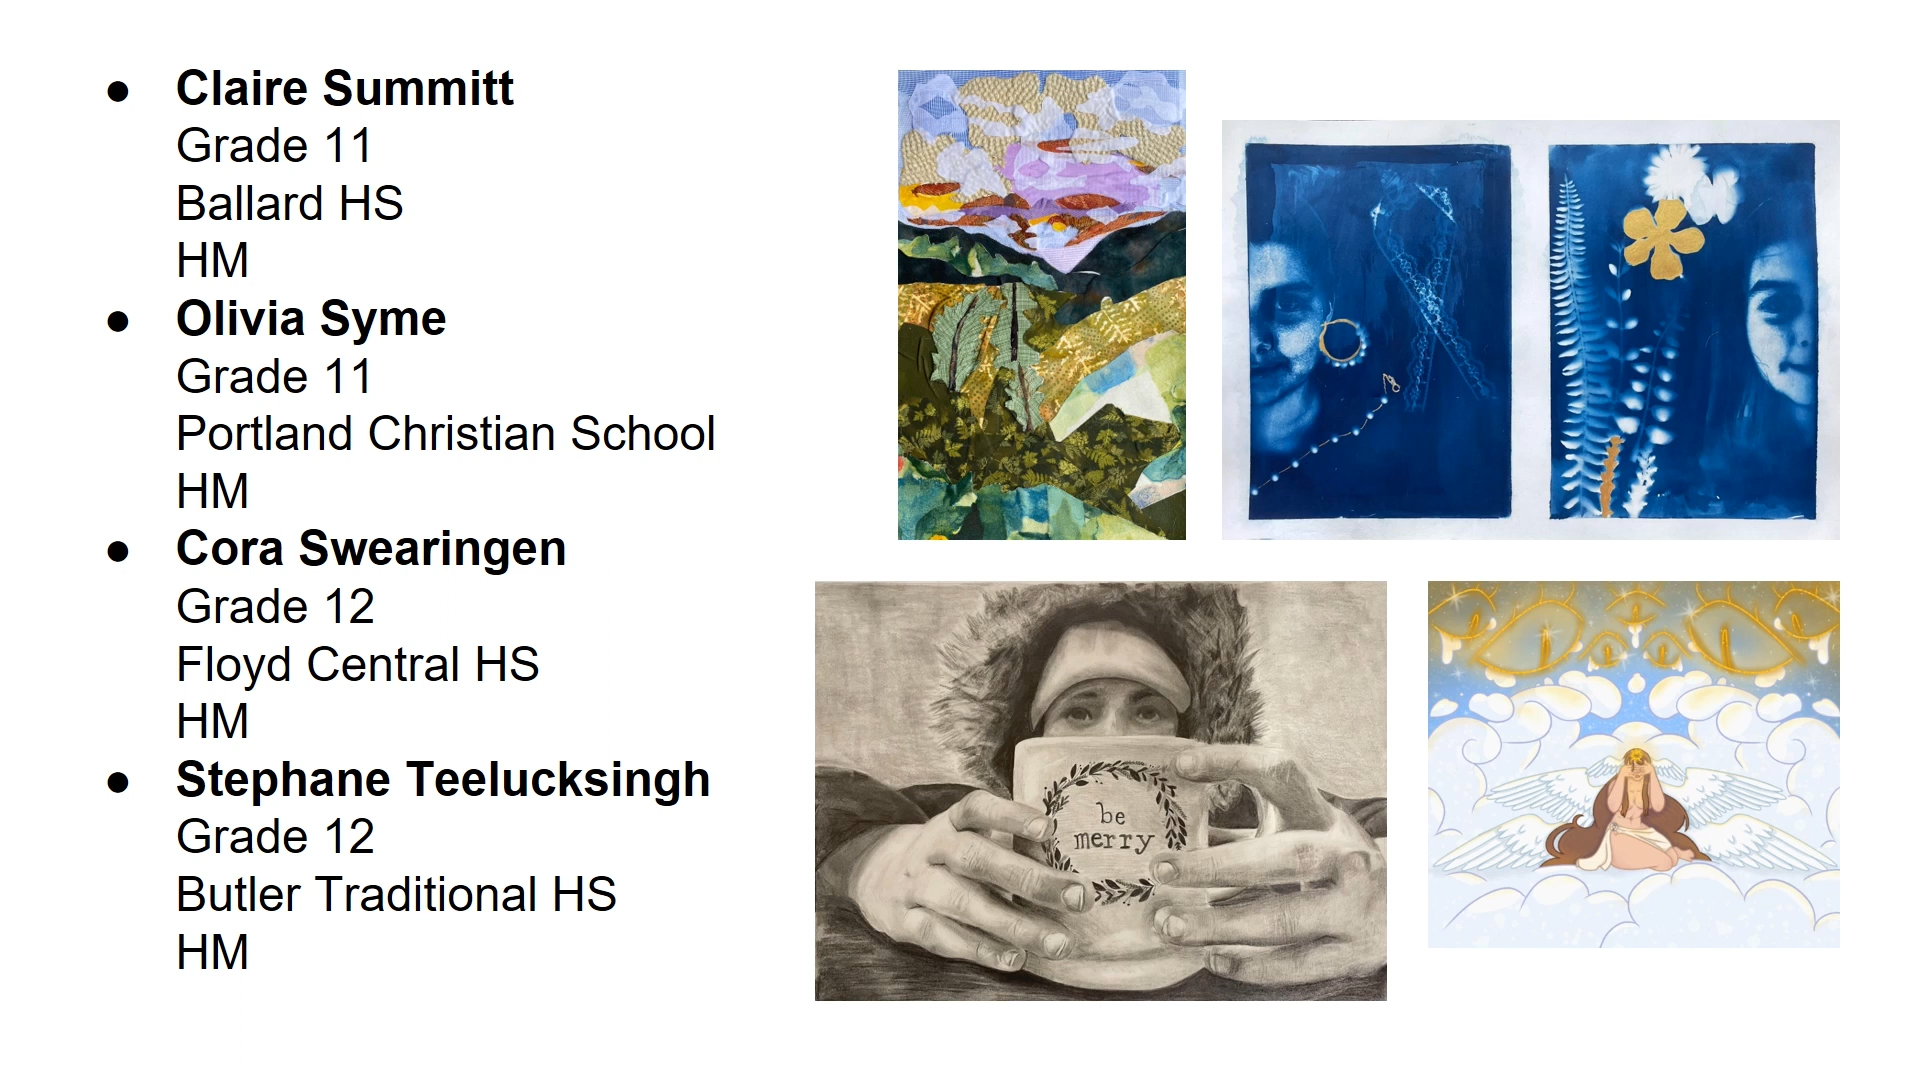 ● Claire Summitt
Grade 11
Ballard HS
HM
● Olivia Syme
Grade 11
Portland Christian School
HM
● Cora Swearingen
Grade 12
Floyd Central HS
HM
● Stephane Teelucksingh
Grade 12
Butler Traditional HS
HM
be
merry